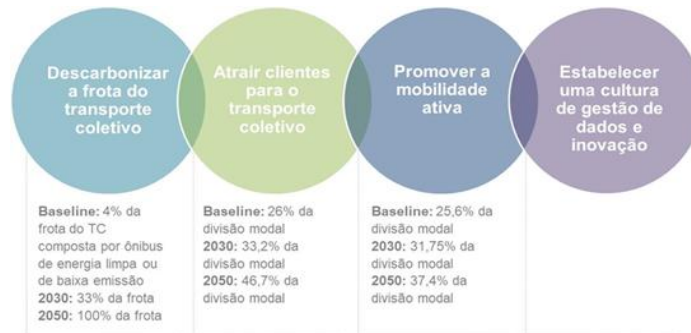 Descarbonizar
a frota do
transporte
coletivo
Atrair clientes
para o
transporte
coletivo
Promover a
mobilidade
ativa
Estabelecer
uma cultura
de gestão de
dados e
inovação
Baseline: 4% da
frota do TC
composta por ônibus
de energia limpa ou
de baixa emissão
2030: 33% da frota
2050: 100% da frota
Baseline: 26% da
divisão modal
2030: 33,2% da
divisão modal
2050: 46,7% da
divisão modal
Baseline: 25,6% da
divisão modal
2030: 31,75% da
divisão modal
2050: 37,4% da
divisão modal